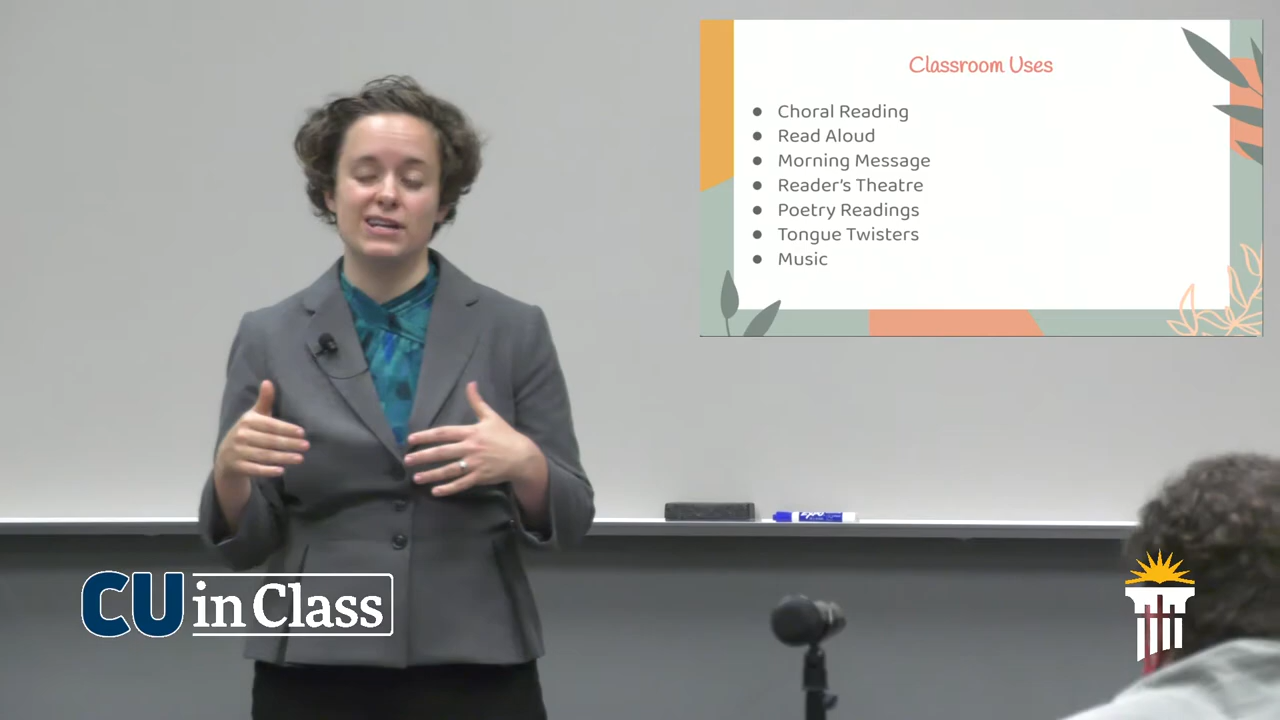 Classroom Uses
● Choral Reading
● Read Aloud
● Morning Message
● Reader's Theatre
● Poetry Readings
● Tongue Twisters
● Music
CU in Class